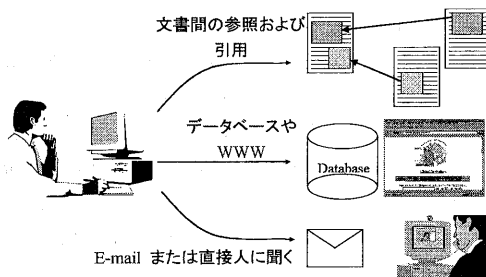 文書間の参照および
引用
データベースや
WWW
Database
E-mail または直接人に聞く